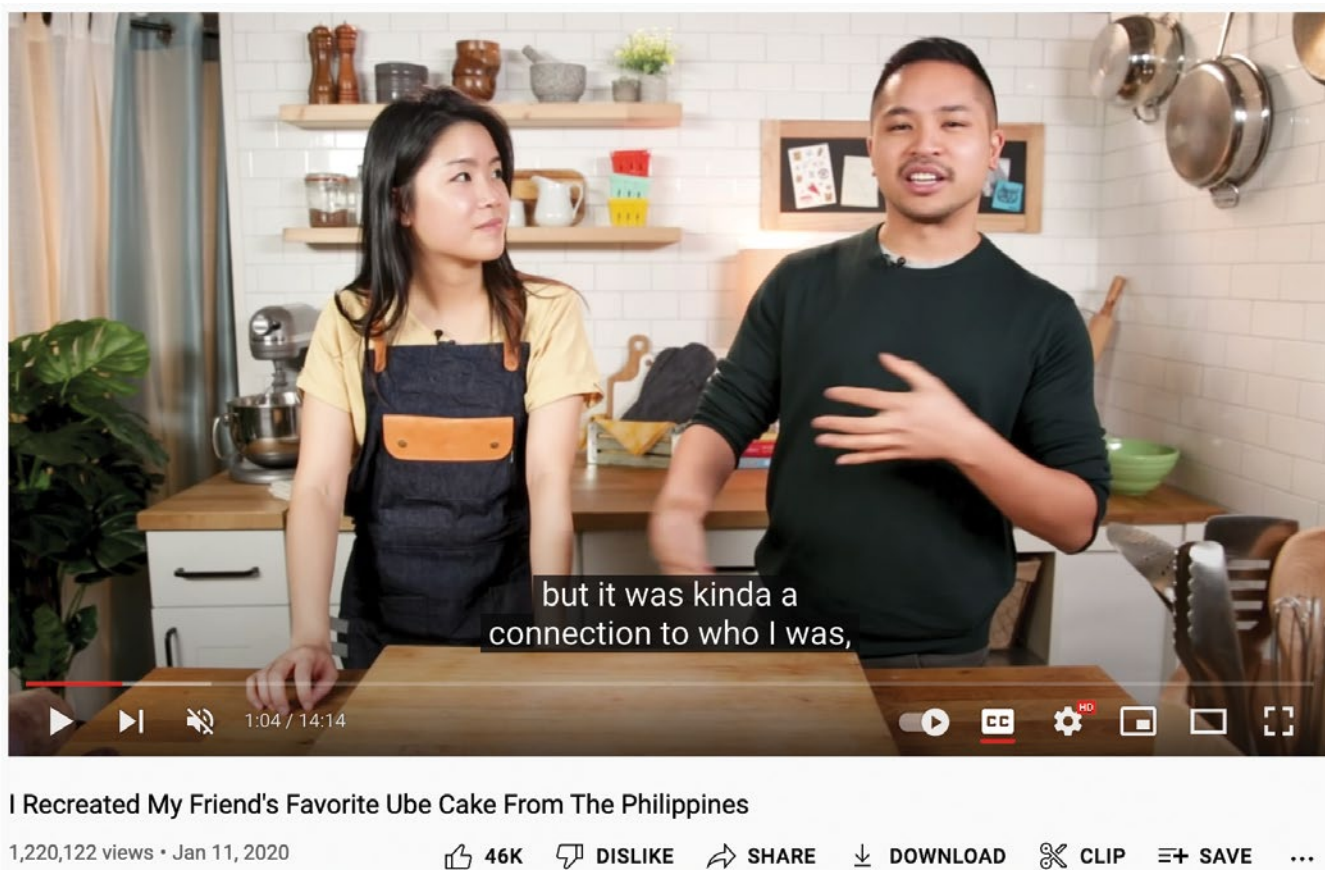 but it was kinda a
connection to who I was,
1:04 / 14:14
CC
HD
I Recreated My Friend's Favorite Ube Cake From The Philippines
1,220,122 views • Jan 11, 2020 46K DISLIKE SHARE DOWNLOAD CLIP SAVE ...